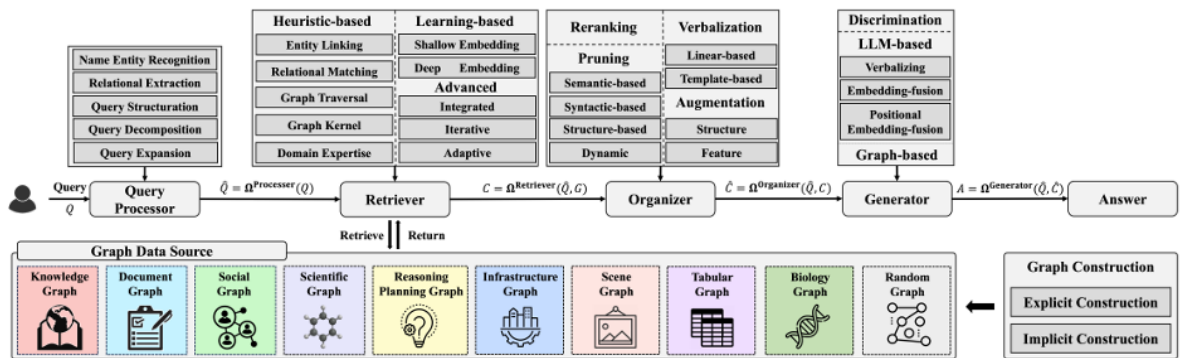 Name Entity Recognition
Relational Extraction
Query Structuration
Query Decomposition
Query Expansion
Heuristic-based
Entity Linking
Relational Matching
Graph Traversal
Graph Kernel
Domain Expertise
Learning-based
Shallow Embedding
Deep Embedding
Advanced
Integrated
Iterative
Adaptive
Reranking
Pruning
Semantic-based
Syntactic-based
Structure-based
Dynamic
Verbalization
Linear-based
Template-based
Augmentation
Structure
Feature
Discrimination
LLM-based
Verbalizing
Embedding-fusion
Positional
Embedding-fusion
Graph-based
Query
Q
Query
Processor
Q̂ = Ω^Processer(Q)
Retriever
C = Ω^Retriever(Q̂, G)
Organizer
Ĉ = Ω^Organizer(Q̂, C)
Generator
A = Ω^Generator(Q̂, Ĉ)
Answer
Retrieve
Return
Graph Data Source
Knowledge
Graph
Document
Graph
Social
Graph
Scientific
Graph
Reasoning
Planning Graph
Infrastructure
Graph
Scene
Graph
Tabular
Graph
Biology
Graph
Random
Graph
Graph Construction
Explicit Construction
Implicit Construction